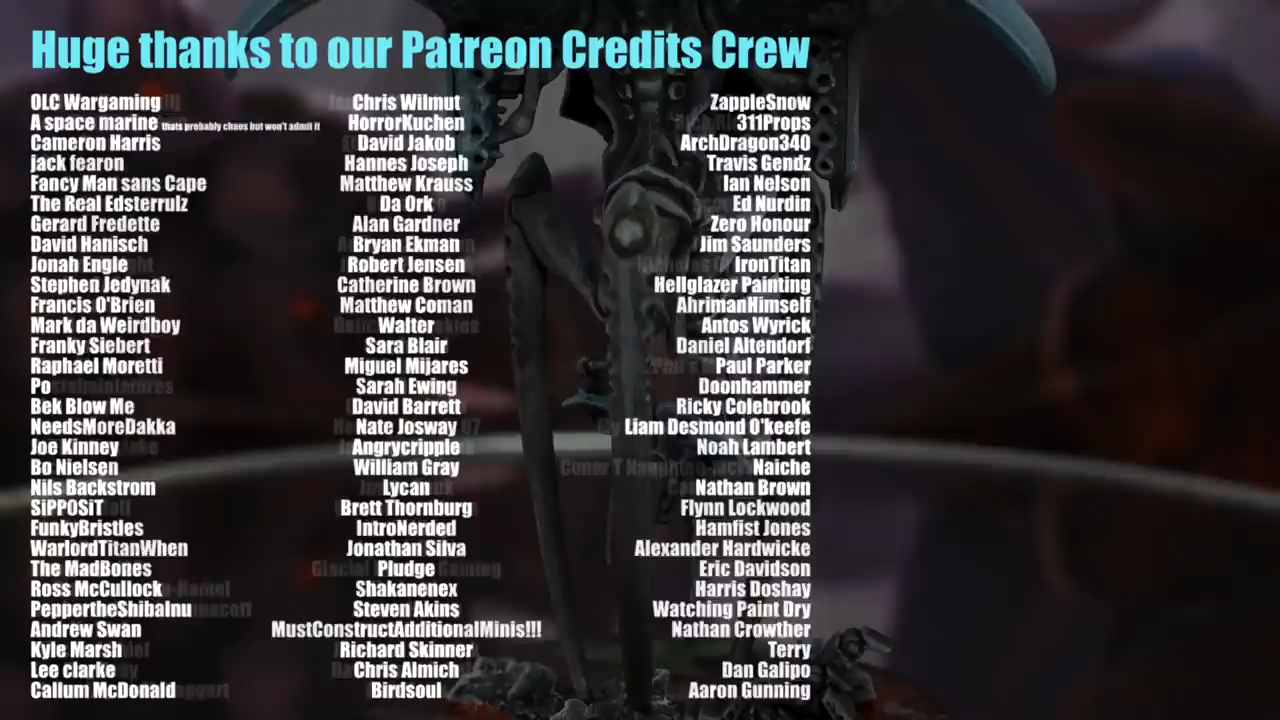 Huge thanks to our Patreon Credits Crew
OLC Wargaming
A space marine thats probably chaos but won't admit it
Cameron Harris
jack fearon
Fancy Man sans Cape
The Real Edsterrulz
Gerard Fredette
David Hanisch
Jonah Engle
Stephen Jedynak
Francis O'Brien
Mark da Weirdboy
Franky Siebert
Raphael Moretti
Po
Bek Blow Me
NeedsMoreDakka
Joe Kinney
Bo Nielsen
Nils Backstrom
SiPPOSiT
FunkyBristles
WarlordTitanWhen
The MadBones
Ross McCullock
PeppertheShibaInu
Andrew Swan
Kyle Marsh
Lee clarke
Callum McDonald
Chris Wilmut
HorrorKuchen
David Jakob
Hannes Joseph
Matthew Krauss
Da Ork
Alan Gardner
Bryan Ekman
Robert Jensen
Catherine Brown
Matthew Coman
Walter
Sara Blair
Miguel Mijares
Sarah Ewing
David Barrett
Nate Josway
Angrycripple
William Gray
Lycan
Brett Thornburg
IntroNerded
Jonathan Silva
Pludge
Shakanenex
Steven Akins
MustConstructAdditionalMinis!!!
Richard Skinner
Chris Almich
Birdsoul
ZappleSnow
311Props
ArchDragon340
Travis Gendz
Ian Nelson
Ed Nurdin
Zero Honour
Jim Saunders
IronTitan
Hellglazer Painting
AhrimanHimself
Antos Wyrick
Daniel Altendorf
Paul Parker
Doonhammer
Ricky Colebrook
Liam Desmond O'keefe
Noah Lambert
Naiche
Nathan Brown
Flynn Lockwood
Hamfist Jones
Alexander Hardwicke
Eric Davidson
Harris Doshay
Watching Paint Dry
Nathan Crowther
Terry
Dan Galipo
Aaron Gunning